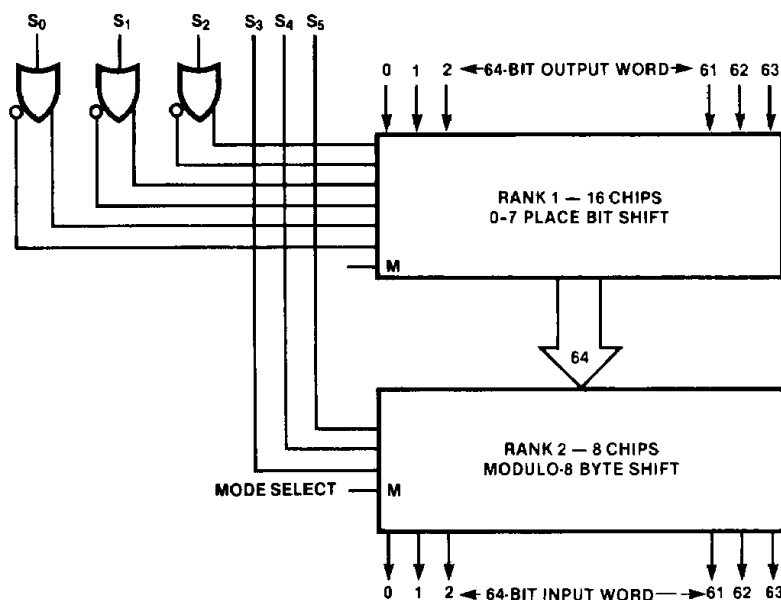 S0 S1 S2 S3 S4 S5
0 1 2 64-BIT OUTPUT WORD 61 62 63
RANK 1 — 16 CHIPS
0-7 PLACE BIT SHIFT
M
64
RANK 2 — 8 CHIPS
MODULO-8 BYTE SHIFT
MODE SELECT M
0 1 2 64-BIT INPUT WORD 61 62 63